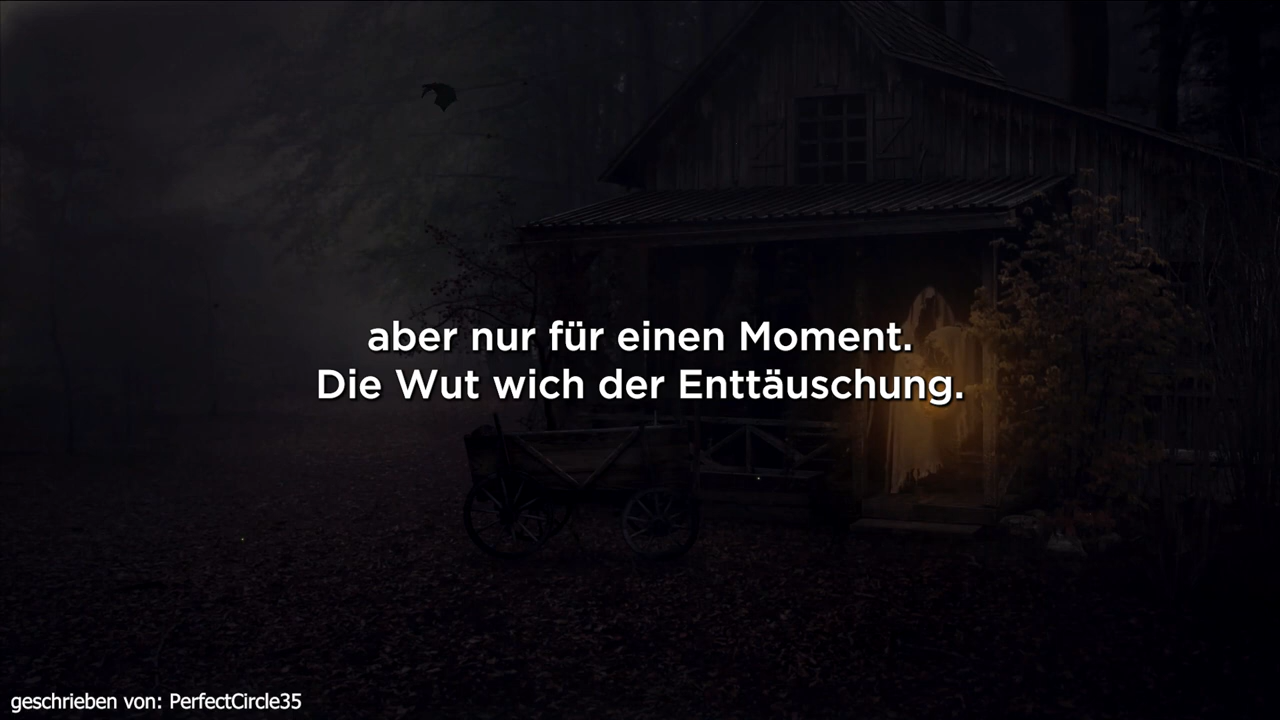 aber nur für einen Moment.
Die Wut wich der Enttäuschung.
geschrieben von: PerfectCircle35